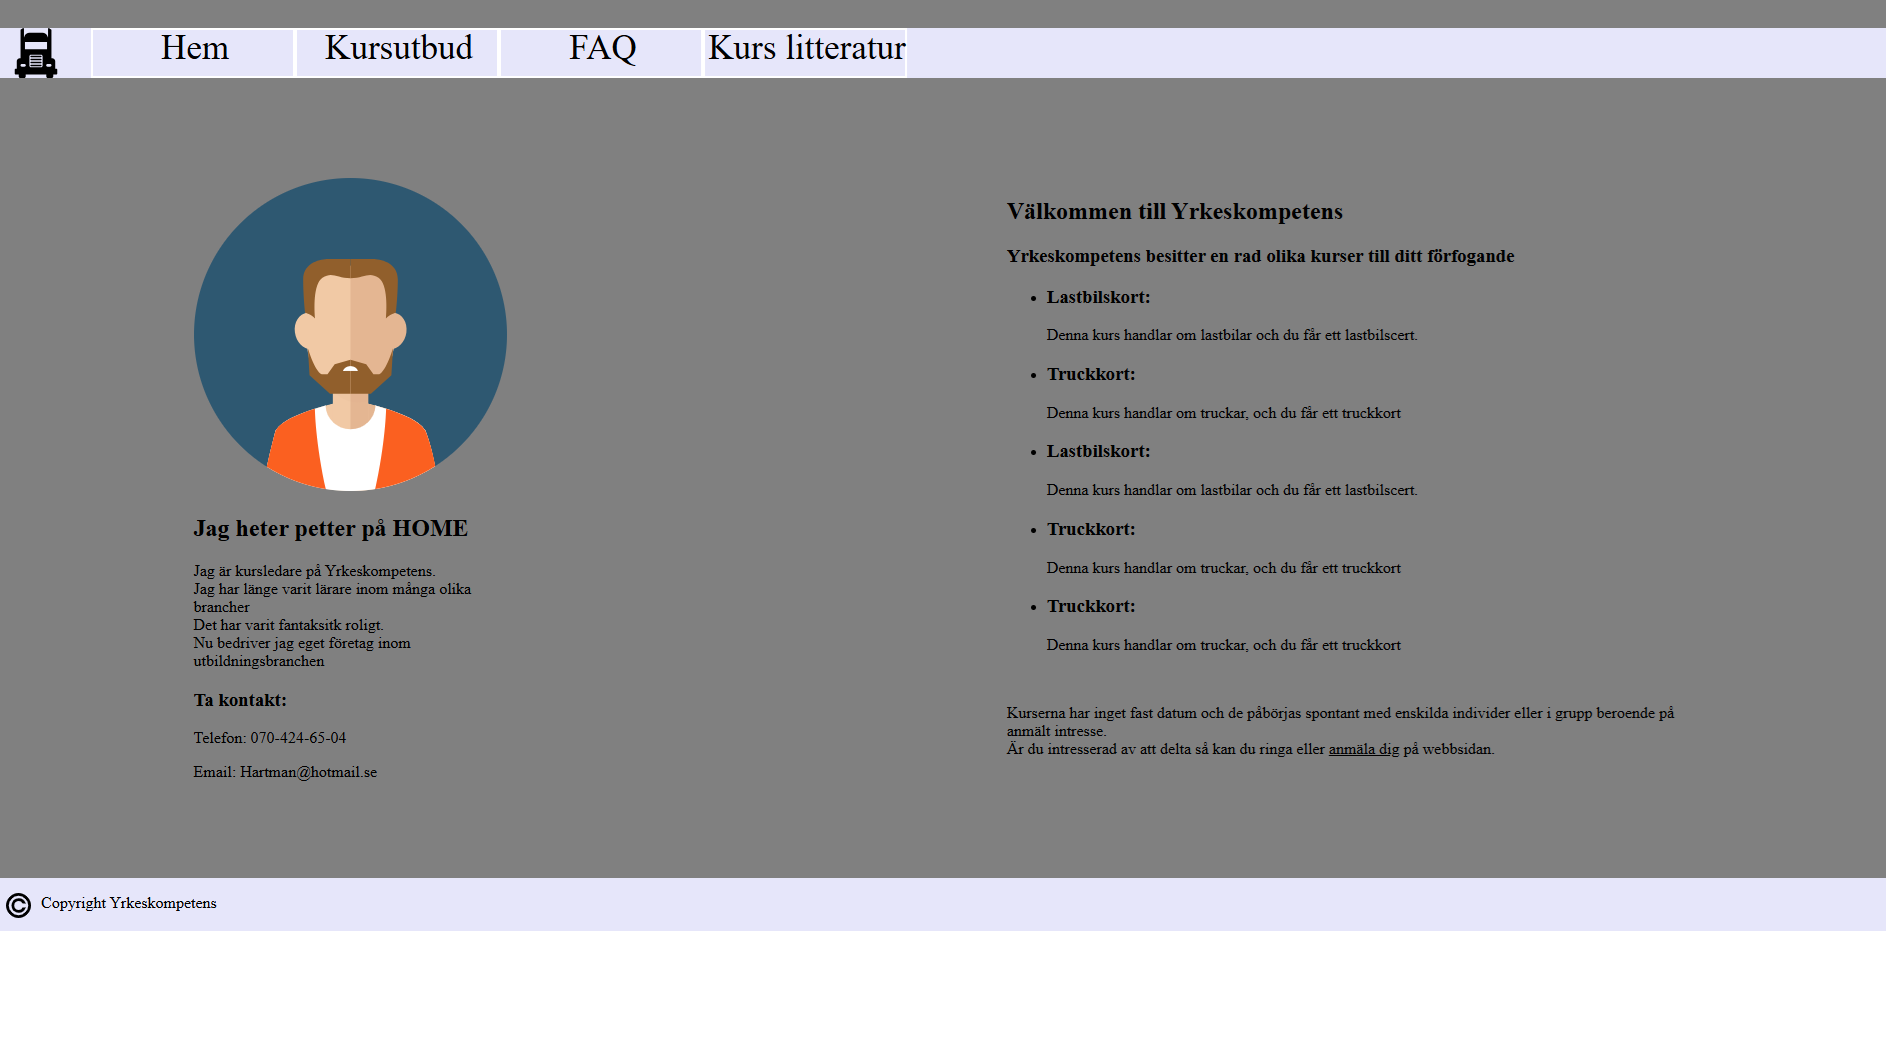 Hem
Kursutbud
FAQ
Kurs litteratur
Jag heter petter på HOME
Jag är kursledare på Yrkeskompetens.
Jag har länge varit lärare inom många olika
brancher
Det har varit fantaksitk roligt.
Nu bedriver jag eget företag inom
utbildningsbranchen
Ta kontakt:
Telefon: 070-424-65-04
Email: Hartman@hotmail.se
Välkommen till Yrkeskompetens
Yrkeskompetens besitter en rad olika kurser till ditt förfogande
• Lastbilskort:
Denna kurs handlar om lastbilar och du får ett lastbilscert.
• Truckkort:
Denna kurs handlar om truckar, och du får ett truckkort
• Lastbilskort:
Denna kurs handlar om lastbilar och du får ett lastbilscert.
• Truckkort:
Denna kurs handlar om truckar, och du får ett truckkort
• Truckkort:
Denna kurs handlar om truckar, och du får ett truckkort
Kurserna har inget fast datum och de påbörjas spontant med enskilda individer eller i grupp beroende på
anmält intresse.
Är du intresserad av att delta så kan du ringa eller anmäla dig på webbsidan.
© Copyright Yrkeskompetens